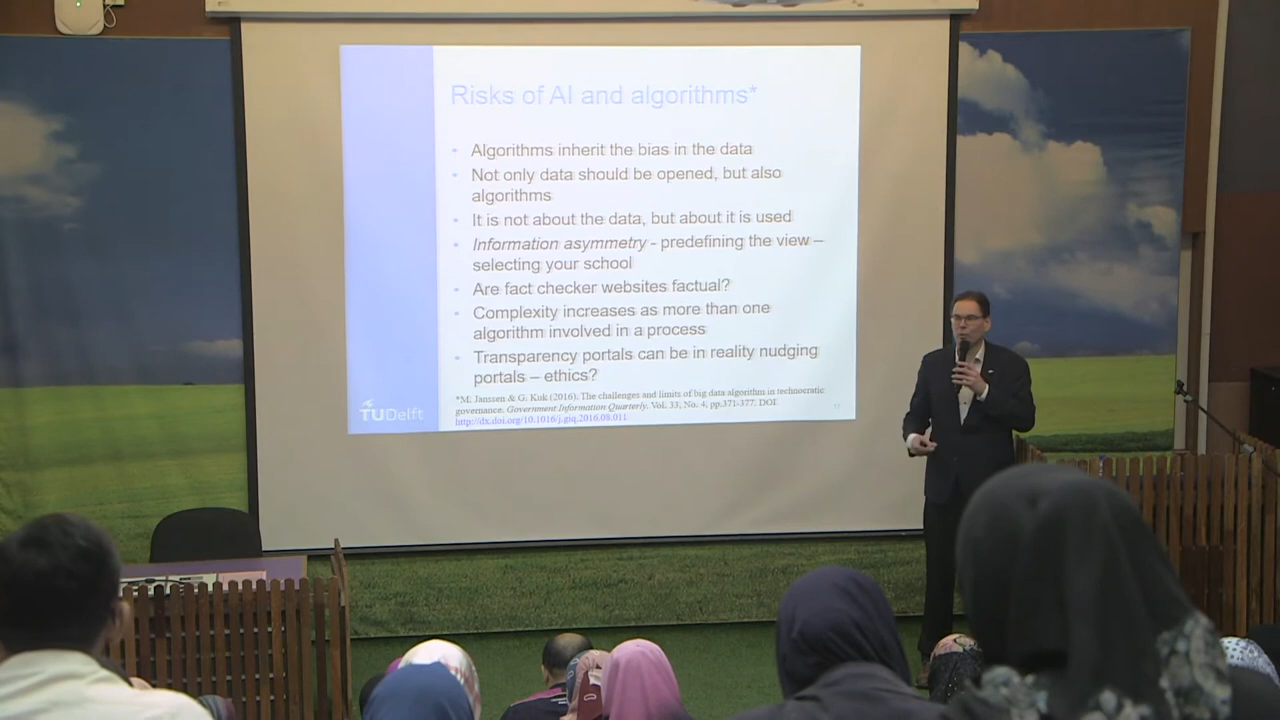 Risks of AI and algorithms*
Algorithms inherit the bias in the data
Not only data should be opened, but also
algorithms
It is not about the data, but about it is used
Information asymmetry - predefining the view –
selecting your school
Are fact checker websites factual?
Complexity increases as more than one
algorithm involved in a process
Transparency portals can be in reality nudging
portals – ethics?
*M. Janssen & G. Kuk (2016). The challenges and limits of big data algorithm in technocratic
governance. Government Information Quarterly. Vol. 33, No. 4, pp.371-377. DOI
http://dx.doi.org/10.1016/j.giq.2016.08.011
TUDelft